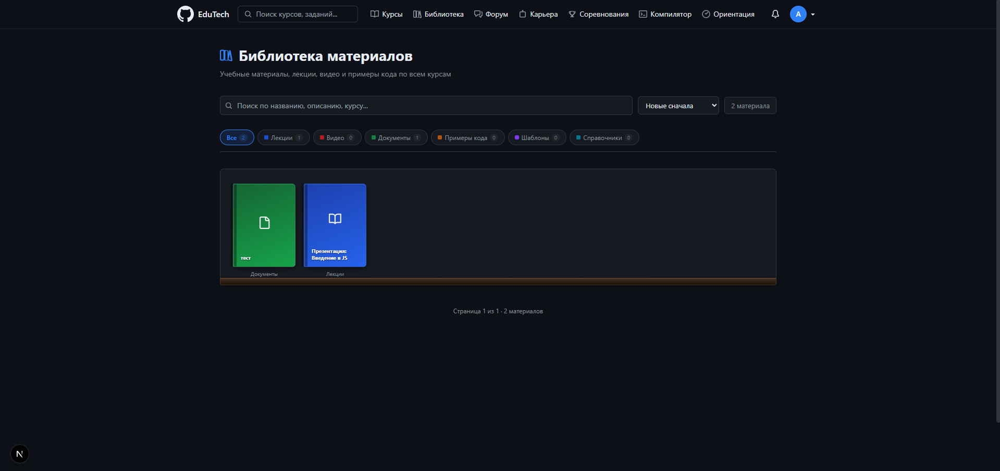 EduTech
Поиск курсов, заданий...
Курсы
Библиотека
Форум
Карьера
Соревнования
Компилятор
Ориентация
A
Библиотека материалов
Учебные материалы, лекции, видео и примеры кода по всем курсам
Поиск по названию, описанию, курсу...
Новые сначала
2 материала
Все 2
Лекции 1
Видео 0
Документы 1
Примеры кода 0
Шаблоны 0
Справочники 0
тест
Документы
Презентация:
Введение в JS
Лекции
Страница 1 из 1 · 2 материалов
N